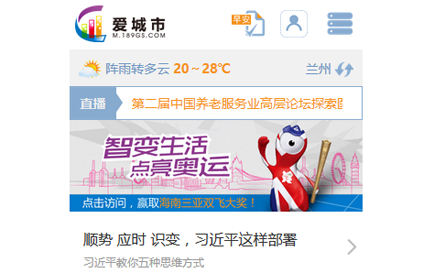 爱城市
M.189GS.COM
早安
阵雨转多云 20～28℃
兰州
直播
第二届中国养老服务业高层论坛探索医
智变生活
点亮奥运
点击访问，赢取海南三亚双飞大奖！
顺势 应时 识变，习近平这样部署
习近平教你五种思维方式